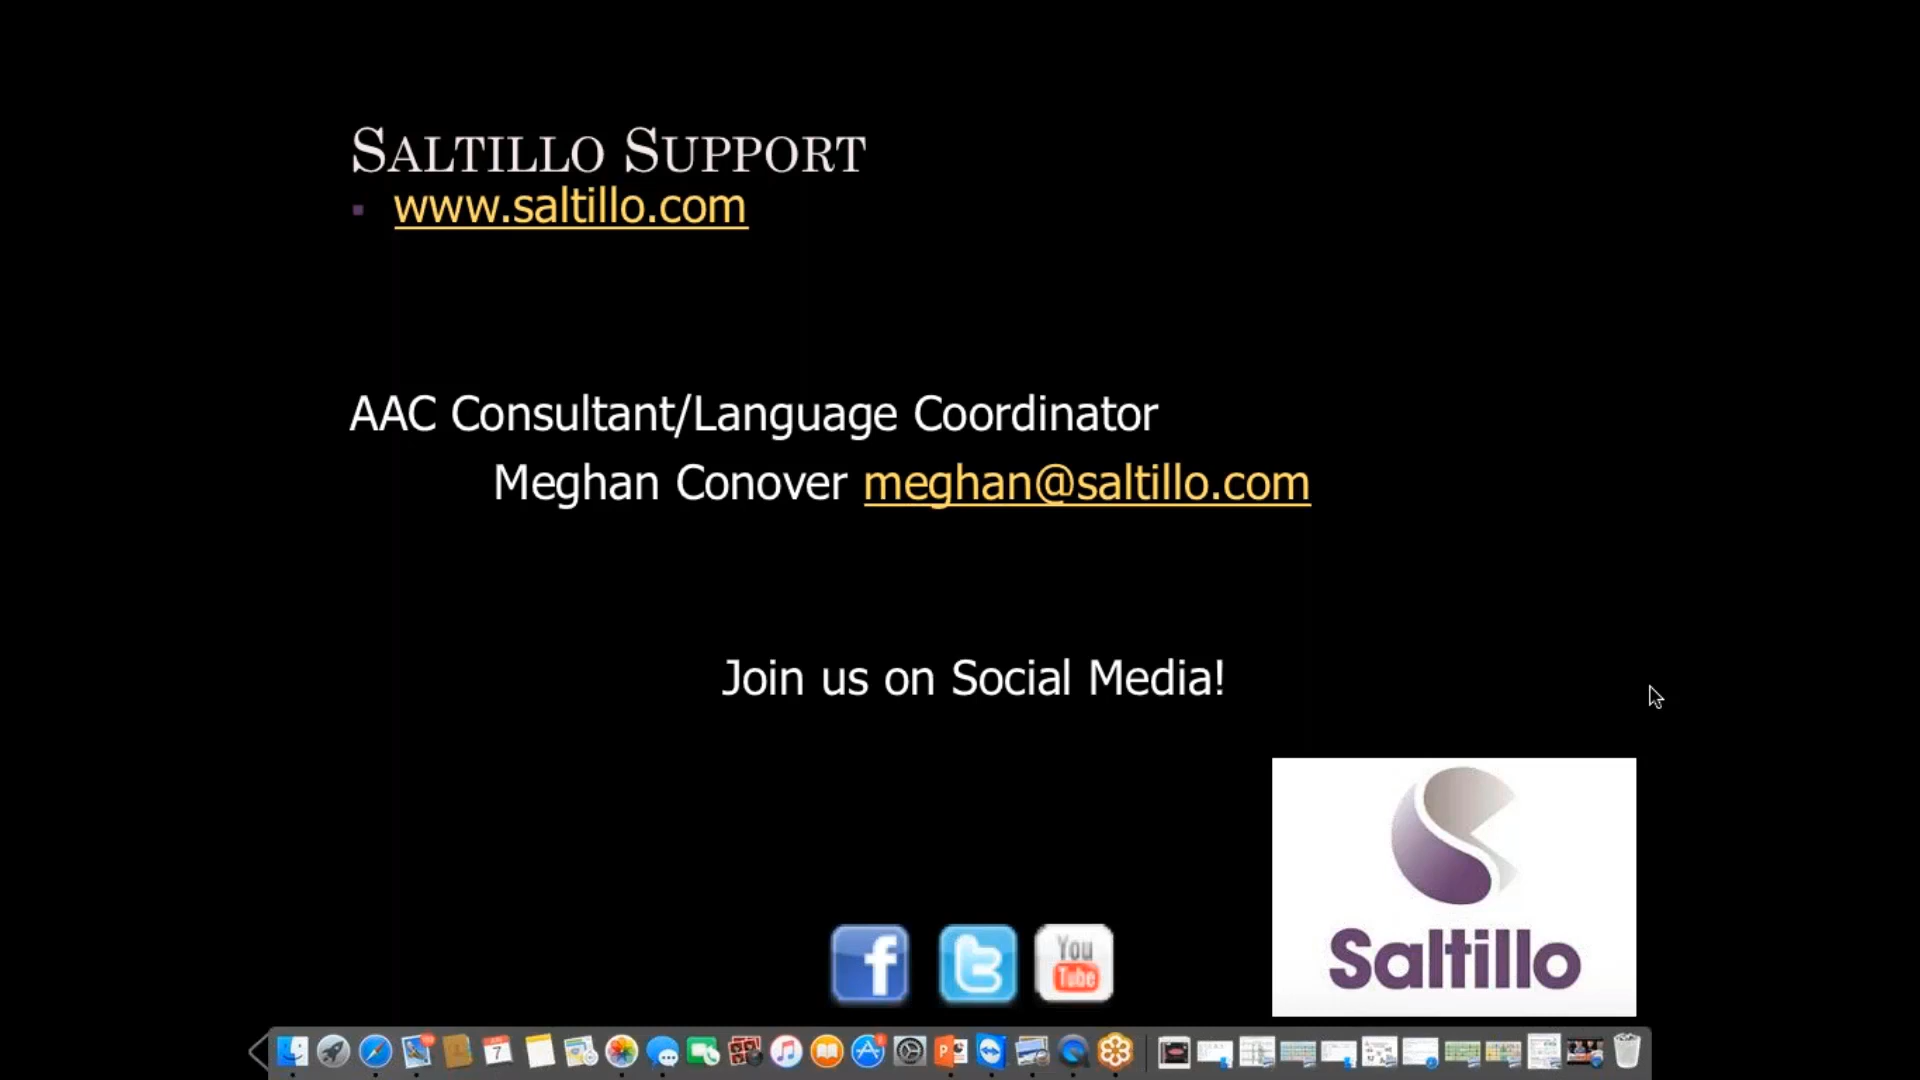 Saltillo Support
www.saltillo.com
AAC Consultant/Language Coordinator
Meghan Conover meghan@saltillo.com
Join us on Social Media!
f
t
You
Tube
Saltillo
7